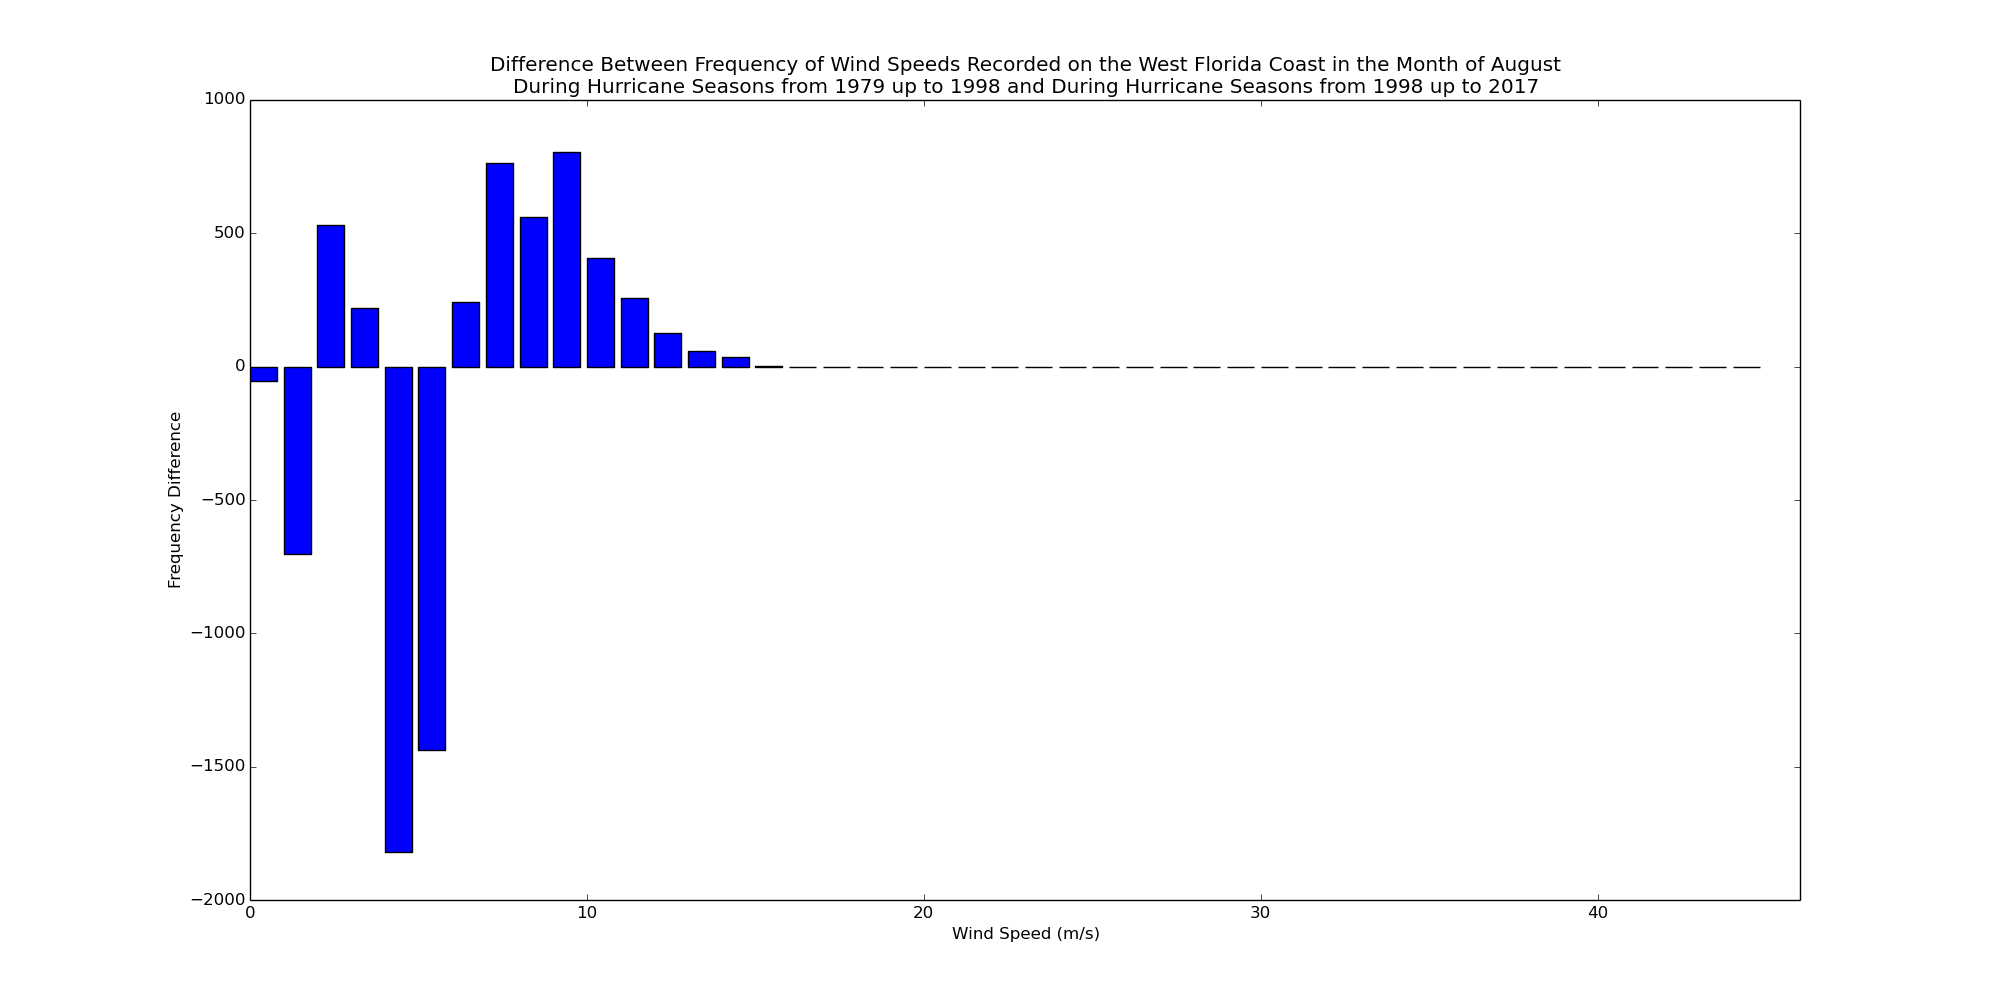 Difference Between Frequency of Wind Speeds Recorded on the West Florida Coast in the Month of August
During Hurricane Seasons from 1979 up to 1998 and During Hurricane Seasons from 1998 up to 2017
1000
500
0
−500
−1000
−1500
−2000
Frequency Difference
0 10 20 30 40
Wind Speed (m/s)